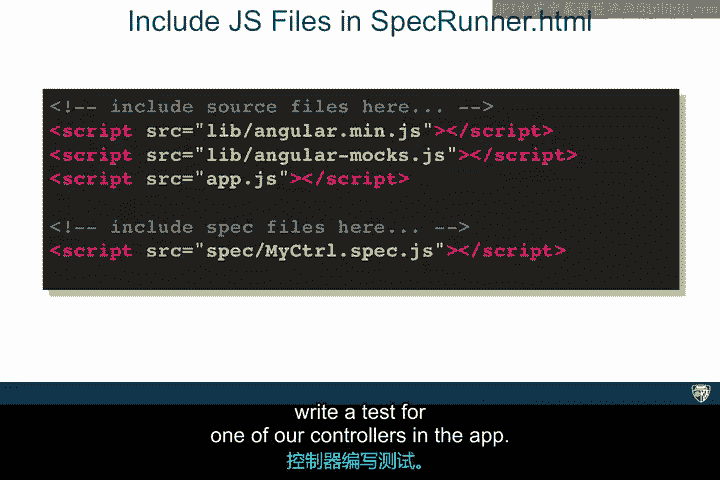 Include JS Files in SpecRunner.html
<!-- include source files here... -->
<script src="lib/angular.min.js"></script>
<script src="lib/angular-mocks.js"></script>
<script src="app.js"></script>
<!-- include spec files here... -->
<script src="spec/MyCtrl.spec.js"></script>
write a test for
one of our controllers in the app.
控制器编写测试。